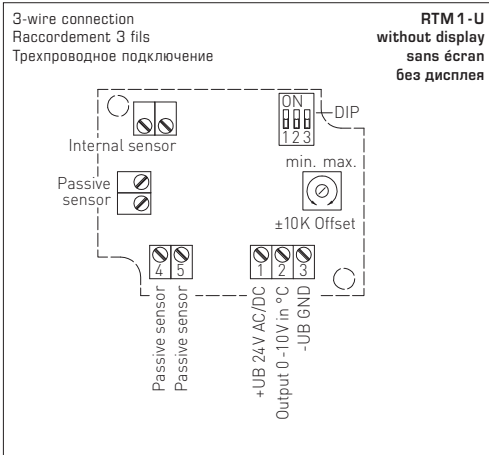 3-wire connection
Raccordement 3 fils
Трехпроводное подключение
RTM 1 - U
without display
sans écran
без дисплея
ON
1 2 3
DIP
Internal sensor
min. max.
Passive
sensor
±10K Offset
4 5
1 2 3
Passive sensor
Passive sensor
+UB 24V AC/DC
Output 0 -10V in °C
-UB GND